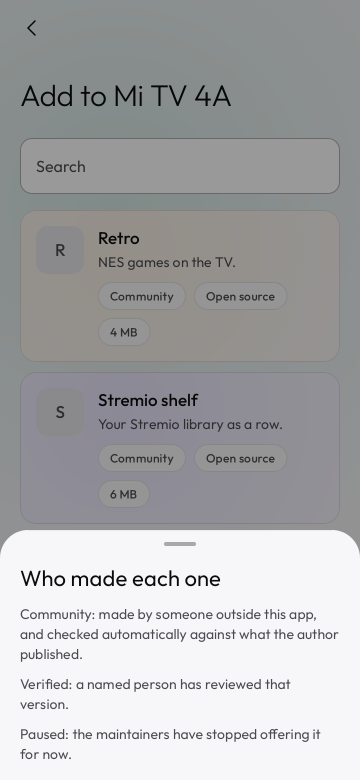 Add to Mi TV 4A
Search
R
Retro
NES games on the TV.
Community
Open source
4 MB
S
Stremio shelf
Your Stremio library as a row.
Community
Open source
6 MB
Who made each one
Community: made by someone outside this app,
and checked automatically against what the author
published.
Verified: a named person has reviewed that
version.
Paused: the maintainers have stopped offering it
for now.